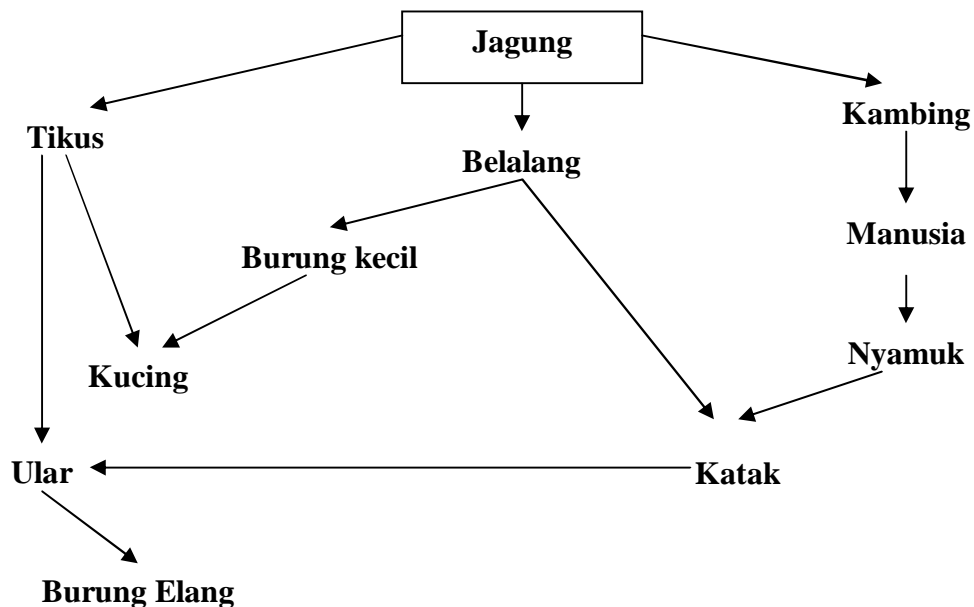 Jagung
Kambing
Tikus
Belalang
Manusia
Burung kecil
Nyamuk
Kucing
Ular
Katak
Burung Elang